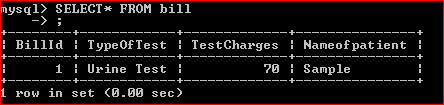 mysql> SELECT* FROM bill
    -> ;
+--------+------------+-------------+---------------+
| BillId | TypeOfTest | TestCharges | Nameofpatient |
+--------+------------+-------------+---------------+
|      1 | Urine Test |          70 | Sample        |
+--------+------------+-------------+---------------+
1 row in set (0.00 sec)